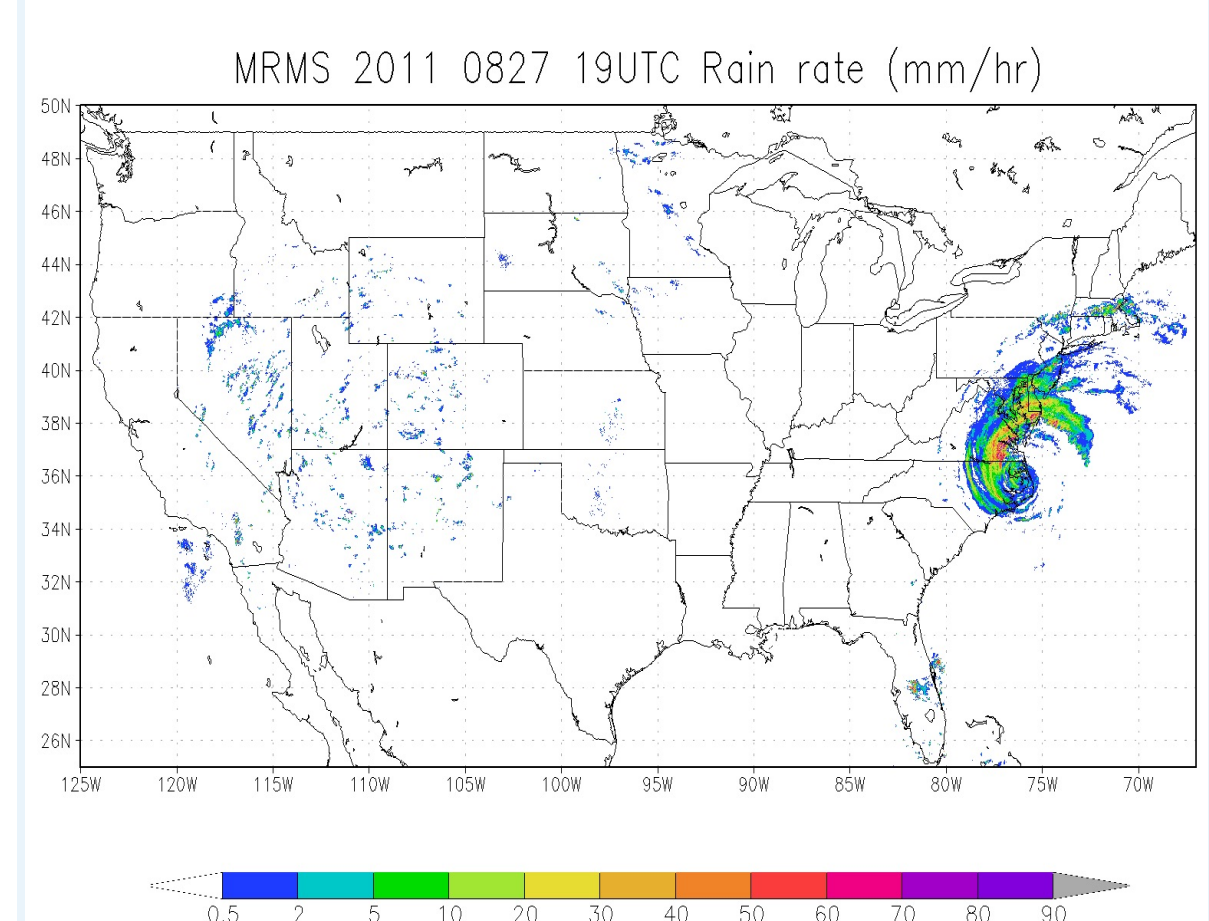 MRMS 2011 0827 19UTC Rain rate (mm/hr)
50N
48N
46N
44N
42N
40N
38N
36N
34N
32N
30N
28N
26N
125W 120W 115W 110W 105W 100W 95W 90W 85W 80W 75W 70W
0.5 2 5 10 20 30 40 50 60 70 80 90